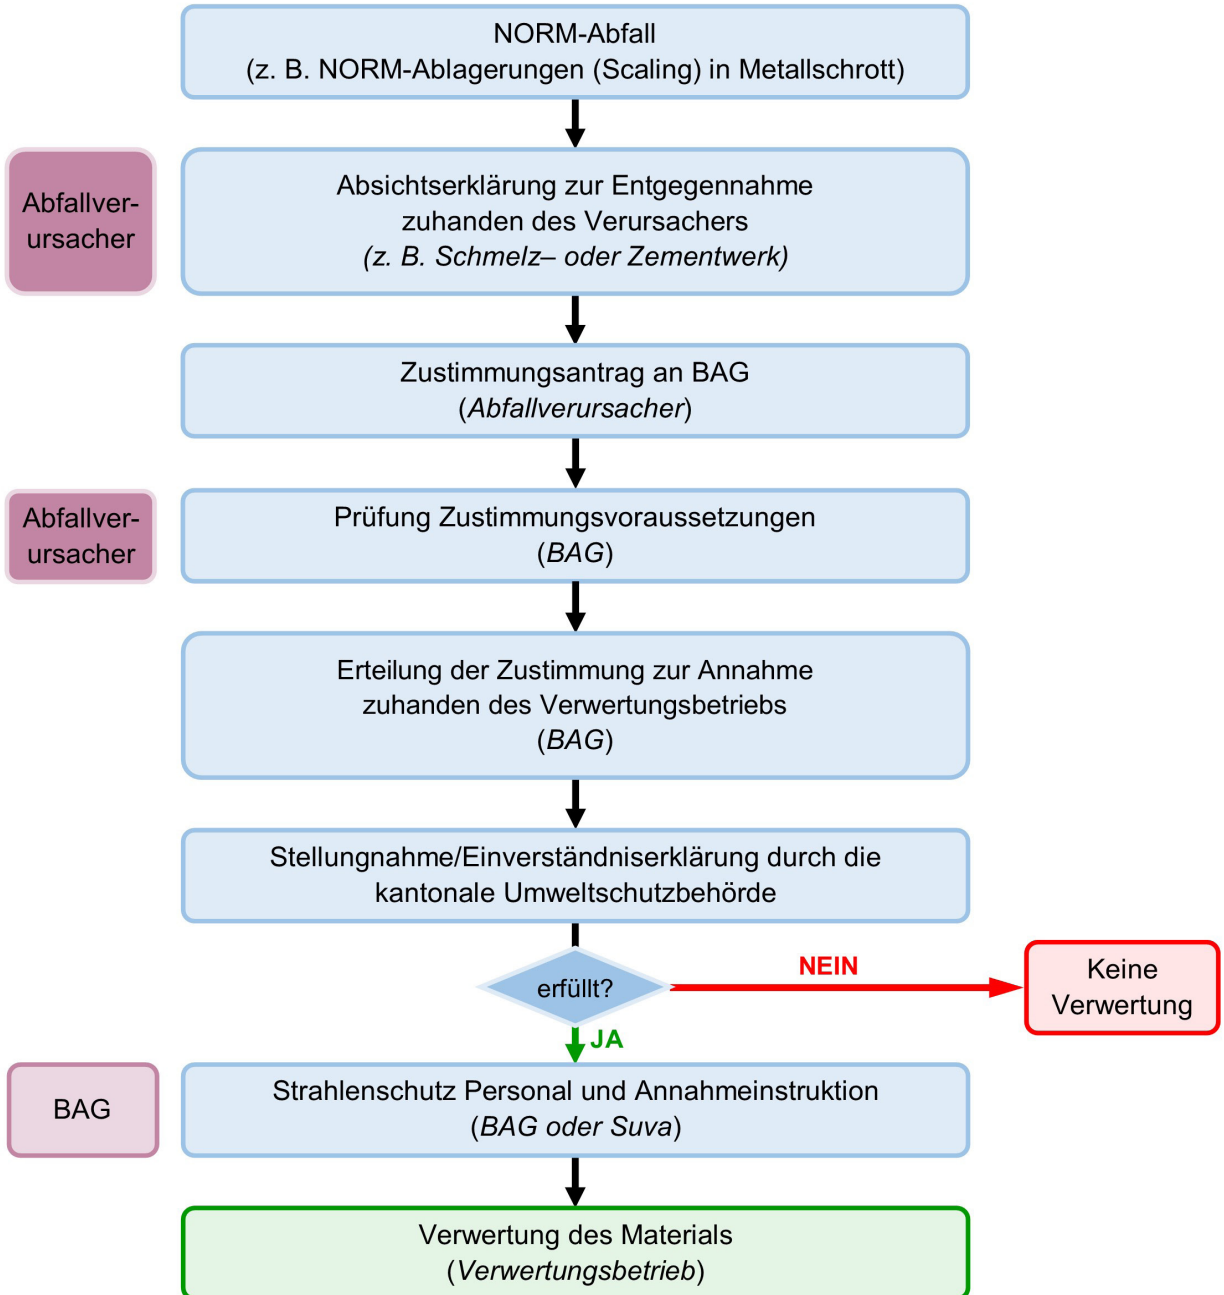 NORM-Abfall
(z. B. NORM-Ablagerungen (Scaling) in Metallschrott)
Abfallver-
ursacher
Absichtserklärung zur Entgegennahme
zuhanden des Verursachers
(z. B. Schmelz– oder Zementwerk)
Zustimmungsantrag an BAG
(Abfallverursacher)
Abfallver-
ursacher
Prüfung Zustimmungsvoraussetzungen
(BAG)
Erteilung der Zustimmung zur Annahme
zuhanden des Verwertungsbetriebs
(BAG)
Stellungnahme/Einverständniserklärung durch die
kantonale Umweltschutzbehörde
erfüllt?
NEIN
Keine
Verwertung
JA
BAG
Strahlenschutz Personal und Annahmeinstruktion
(BAG oder Suva)
Verwertung des Materials
(Verwertungsbetrieb)